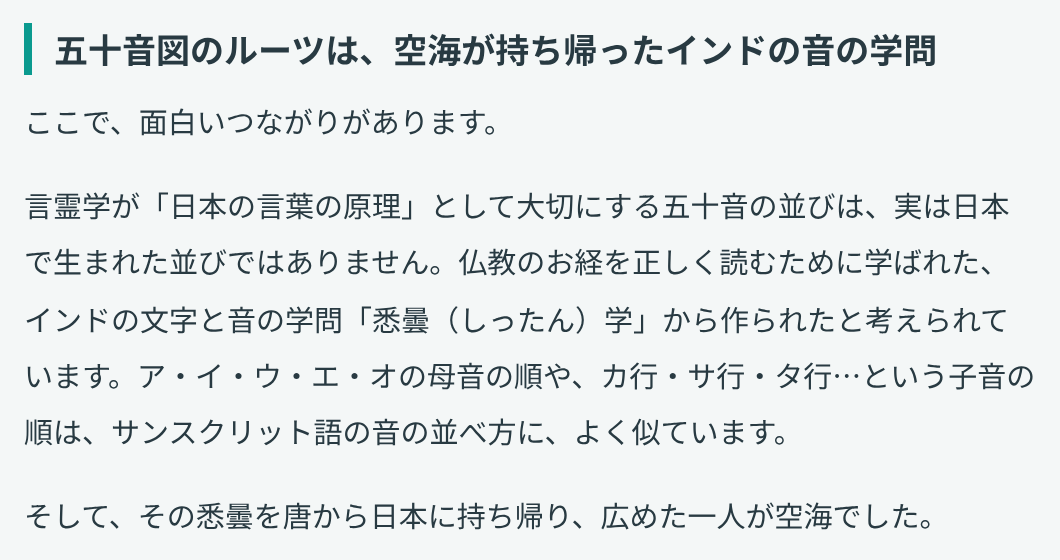 五十音図のルーツは、空海が持ち帰ったインドの音の学問
ここで、面白いつながりがあります。
言霊学が「日本の言葉の原理」として大切にする五十音の並びは、実は日本
で生まれた並びではありません。仏教のお経を正しく読むために学ばれた、
インドの文字と音の学問「悉曇（しったん）学」から作られたと考えられて
います。ア・イ・ウ・エ・オの母音の順や、カ行・サ行・タ行…という子音の
順は、サンスクリット語の音の並べ方に、よく似ています。
そして、その悉曇を唐から日本に持ち帰り、広めた一人が空海でした。